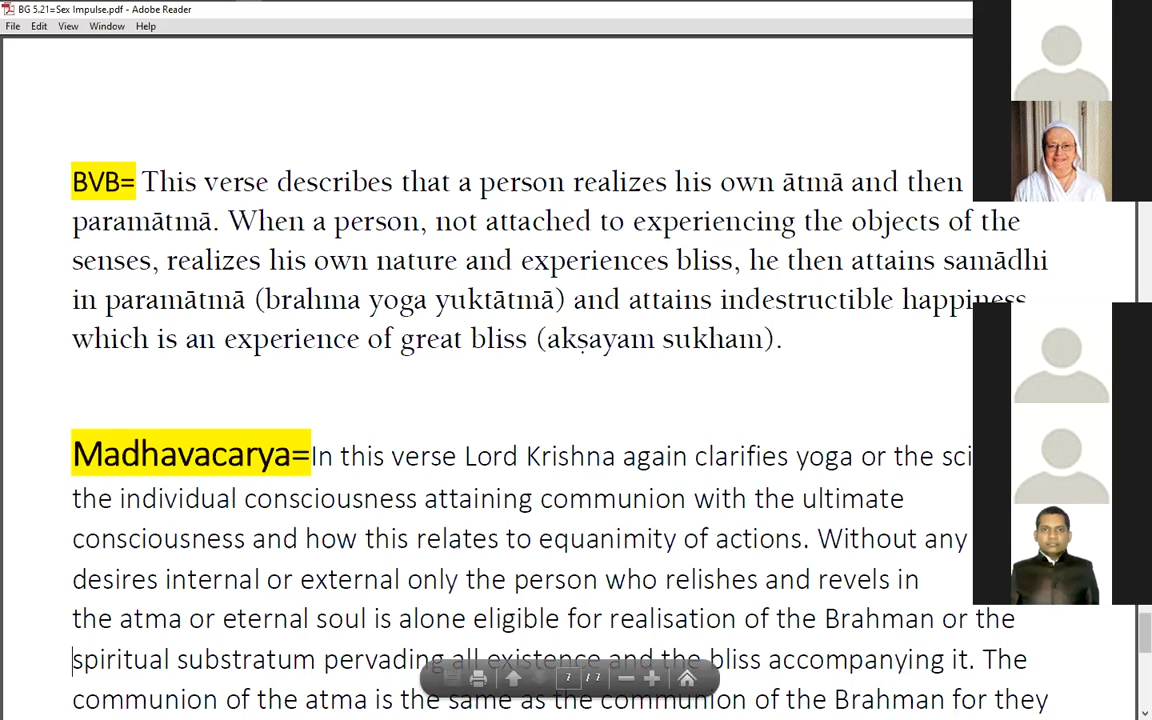 BG 5.21=Sex Impulse.pdf - Adobe Reader
File Edit View Window Help
BVB= This verse describes that a person realizes his own ātmā and then
paramātmā. When a person, not attached to experiencing the objects of the
senses, realizes his own nature and experiences bliss, he then attains samādhi
in paramātmā (brahma yoga yuktātmā) and attains indestructible happiness
which is an experience of great bliss (akṣayam sukham).
Madhavacarya=In this verse Lord Krishna again clarifies yoga or the
the individual consciousness attaining communion with the ultimate
consciousness and how this relates to equanimity of actions. Without any
desires internal or external only the person who relishes and revels in
the atma or eternal soul is alone eligible for realisation of the Brahman or the
spiritual substratum pervading all existence and the bliss accompanying it. The
7 / 7
communion of the atma is the same as the communion of the Brahman for they